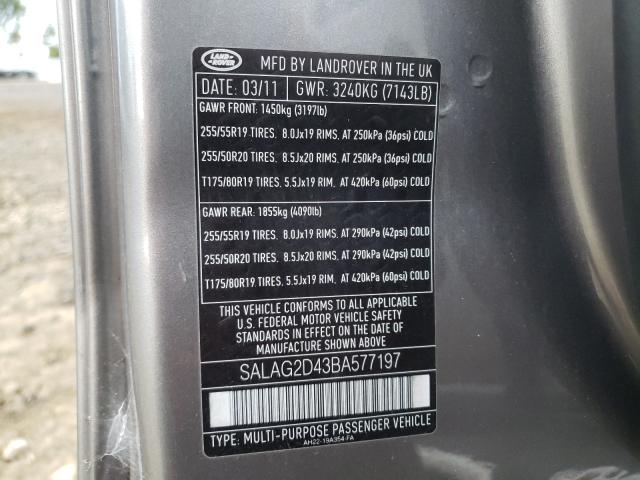 LAND ROVER
MFD BY LANDROVER IN THE UK
DATE: 03/11 GWR: 3240KG (7143LB)
GAWR FRONT: 1450kg (3197lb)
255/55R19 TIRES. 8.0Jx19 RIMS. AT 250kPa (36psi) COLD
255/50R20 TIRES. 8.5Jx20 RIMS. AT 250kPa (36psi) COLD
T175/80R19 TIRES. 5.5Jx19 RIM. AT 420kPa (60psi) COLD
GAWR REAR: 1855kg (4090lb)
255/55R19 TIRES. 8.0Jx19 RIMS. AT 290kPa (42psi) COLD
255/50R20 TIRES. 8.5Jx20 RIMS. AT 290kPa (42psi) COLD
T175/80R19 TIRES. 5.5Jx19 RIM. AT 420kPa (60psi) COLD
THIS VEHICLE CONFORMS TO ALL APPLICABLE
U.S. FEDERAL MOTOR VEHICLE SAFETY
STANDARDS IN EFFECT ON THE DATE OF
MANUFACTURE SHOWN ABOVE
SALAG2D43BA577197
TYPE: MULTI-PURPOSE PASSENGER VEHICLE
AH22-19A354-FA